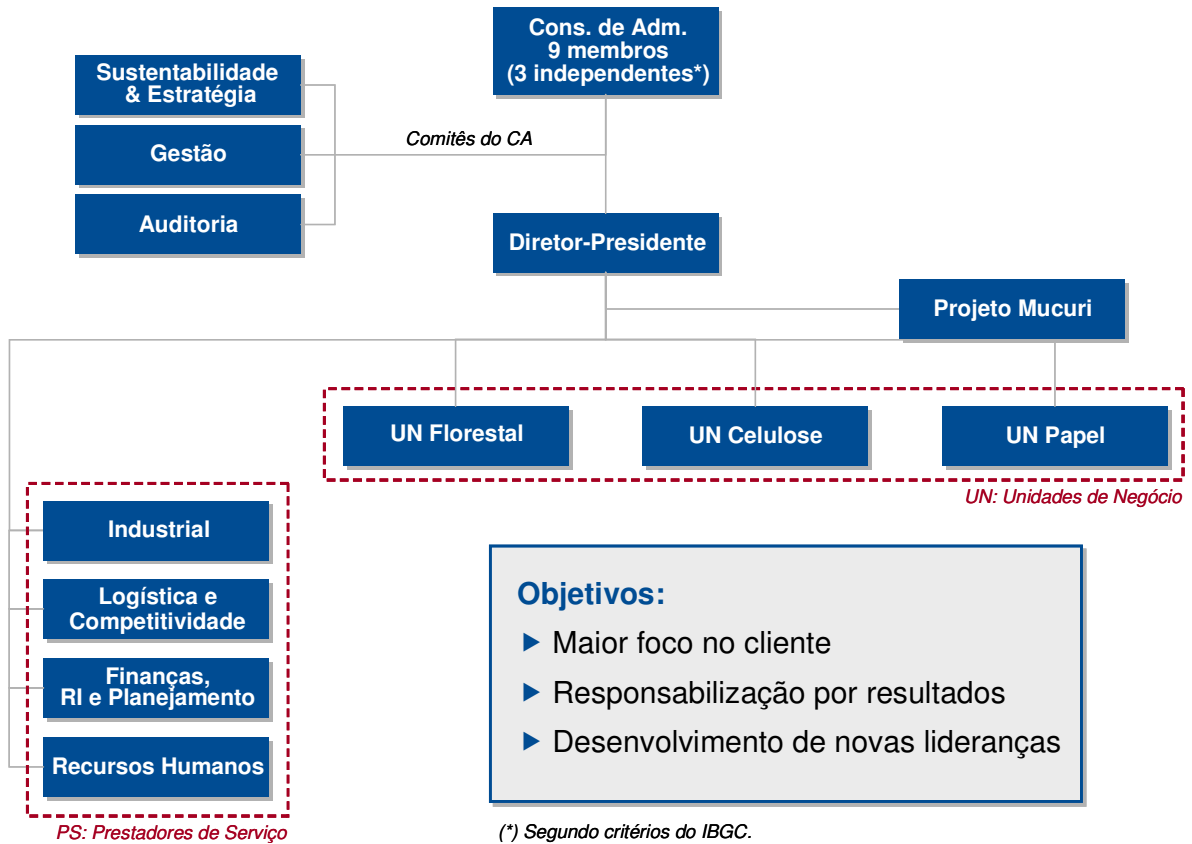 Cons. de Adm.
9 membros
(3 independentes*)
Sustentabilidade
& Estratégia
Gestão
Auditoria
Comitês do CA
Diretor-Presidente
Projeto Mucuri
UN Florestal
UN Celulose
UN Papel
UN: Unidades de Negócio
Industrial
Logística e
Competitividade
Finanças,
RI e Planejamento
Recursos Humanos
PS: Prestadores de Serviço
Objetivos:
Maior foco no cliente
Responsabilização por resultados
Desenvolvimento de novas lideranças
(*) Segundo critérios do IBGC.